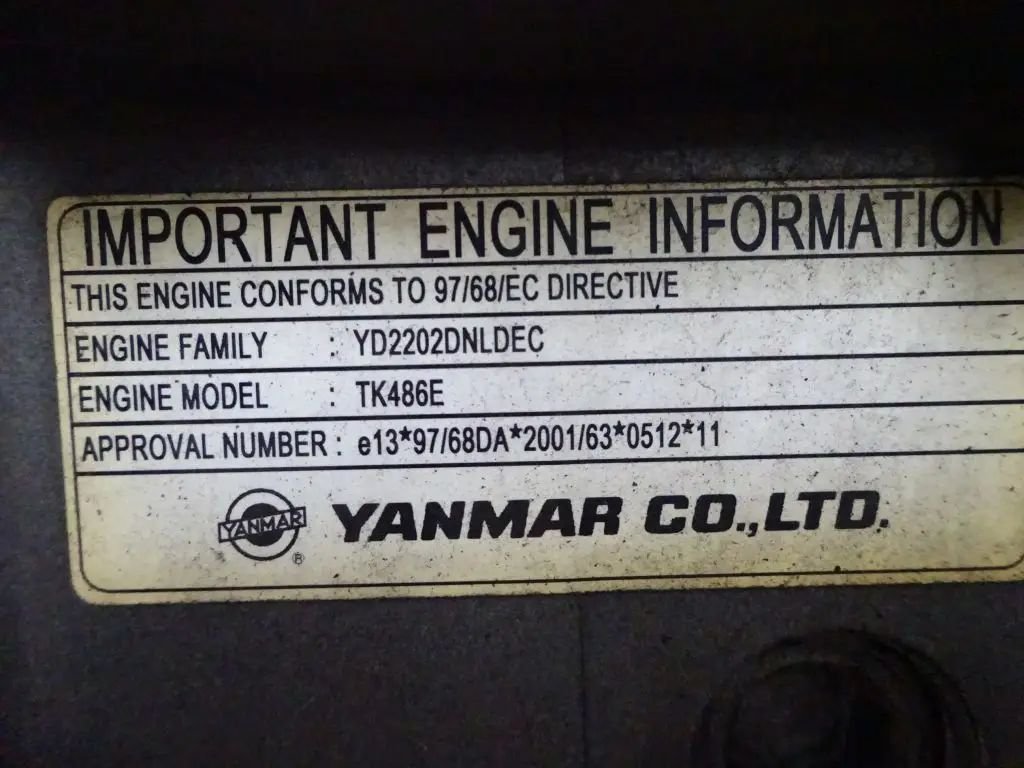 IMPORTANT ENGINE INFORMATION
THIS ENGINE CONFORMS TO 97/68/EC DIRECTIVE
ENGINE FAMILY : YD2202DNLDEC
ENGINE MODEL : TK486E
APPROVAL NUMBER : e13*97/68DA*2001/63*0512*11
YANMAR ® YANMAR CO.,LTD.